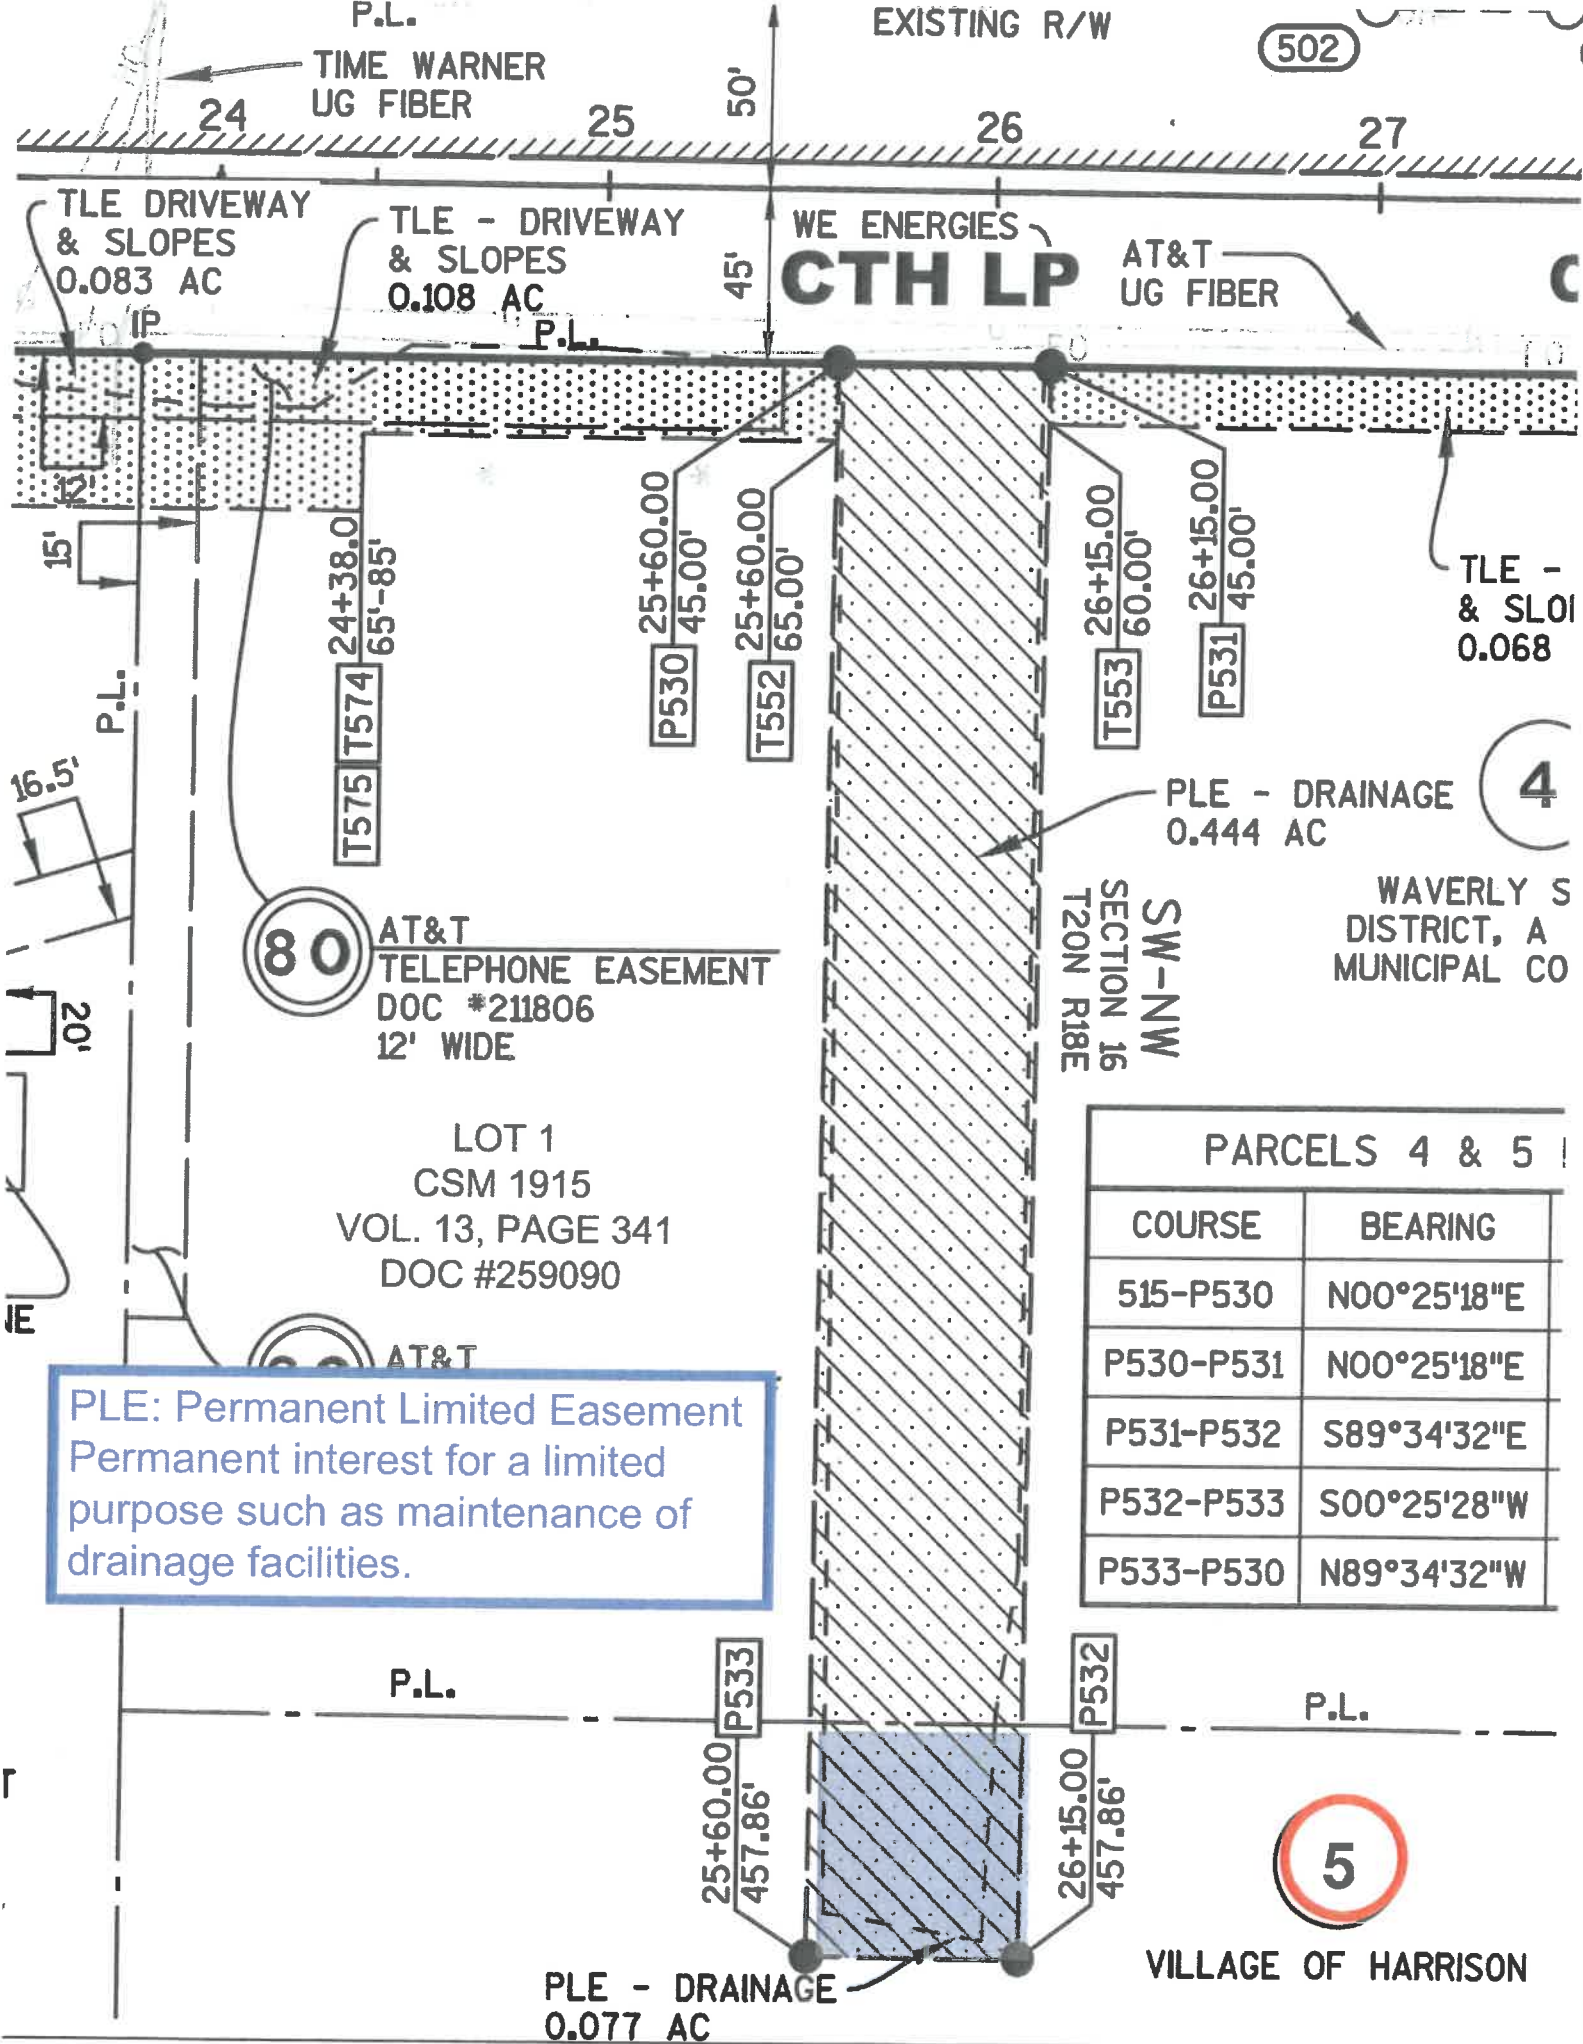 P.L.
EXISTING R/W
502
TIME WARNER
UG FIBER
50'
24
25
26
27
TLE DRIVEWAY
& SLOPES
0.083 AC
TLE - DRIVEWAY
& SLOPES
0.108 AC
45'
WE ENERGIES
CTH LP
AT&T
UG FIBER
IP
P.L.
12'
15'
24+38.0
65'-85'
T574
T575
25+60.00
45.00'
P530
25+60.00
65.00'
T552
26+15.00
60.00'
T553
26+15.00
45.00'
P531
TLE -
& SLO
0.068
P.L.
16.5'
PLE - DRAINAGE
0.444 AC
4
80
AT&T
TELEPHONE EASEMENT
DOC #211806
12' WIDE
20'
SW-NW
SECTION 16
T20N R18E
WAVERLY S
DISTRICT, A
MUNICIPAL CO
LOT 1
CSM 1915
VOL. 13, PAGE 341
DOC #259090
PARCELS 4 & 5
COURSE BEARING
515-P530 N00°25'18"E
P530-P531 N00°25'18"E
P531-P532 S89°34'32"E
P532-P533 S00°25'28"W
P533-P530 N89°34'32"W
AT&T
PLE: Permanent Limited Easement
Permanent interest for a limited
purpose such as maintenance of
drainage facilities.
P.L.
P533
25+60.00
457.86'
P532
26+15.00
457.86'
P.L.
5
VILLAGE OF HARRISON
PLE - DRAINAGE
0.077 AC